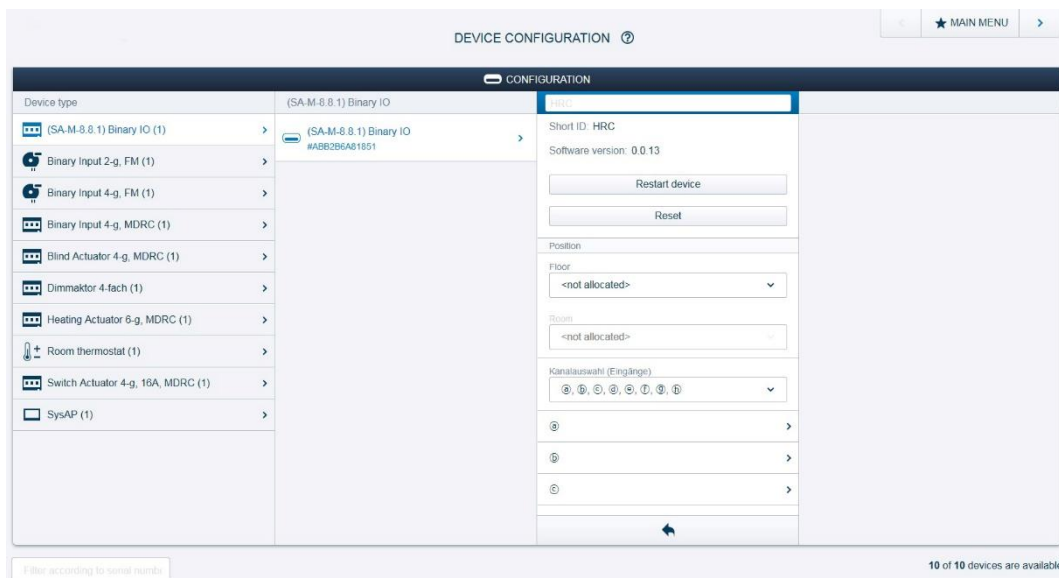 ★ MAIN MENU
DEVICE CONFIGURATION
CONFIGURATION
Device type
(SA-M-8.8.1) Binary IO (1)
Binary Input 2-g, FM (1)
Binary Input 4-g, FM (1)
Binary Input 4-g, MDRC (1)
Blind Actuator 4-g, MDRC (1)
Dimmaktor 4-fach (1)
Heating Actuator 6-g, MDRC (1)
Room thermostat (1)
Switch Actuator 4-g, 16A, MDRC (1)
SysAP (1)
(SA-M-8.8.1) Binary IO
(SA-M-8.8.1) Binary IO
#ABB2B6A81851
HRC
Short ID: HRC
Software version: 0.0.13
Restart device
Reset
Position
Floor
<not allocated>
Room
<not allocated>
Kanalauswahl (Eingänge)
ⓐ, ⓑ, ⓒ, ⓓ, ⓔ, ⓕ, ⓖ, ⓗ
ⓐ
ⓑ
ⓒ
Filter according to serial numb
10 of 10 devices are available